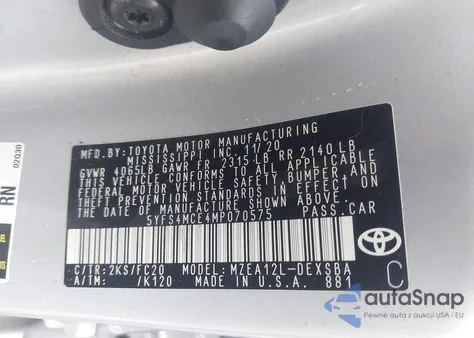 MFD.BY:TOYOTA MOTOR MANUFACTURING
MISSISSIPPI INC. 11/20
GVWR 4065LB GAWR FR 2315 LB RR 2140 LB
THIS VEHICLE CONFORMS TO ALL APPLICABLE
FEDERAL MOTOR VEHICLE SAFETY, BUMPER, AND
THEFT PREVENTION STANDARDS IN EFFECT ON
THE DATE OF MANUFACTURE SHOWN ABOVE.
5YFS4MCE4MP070575 PASS.CAR
C/TR:2KS/FC20 MODEL:MZEA12L-DEXSBA
A/TM: /K120 MADE IN U.S.A. 881
C
TOYOTA
02Q30
RN
autoSnap
Pewne auta z aukcji w USA i EU